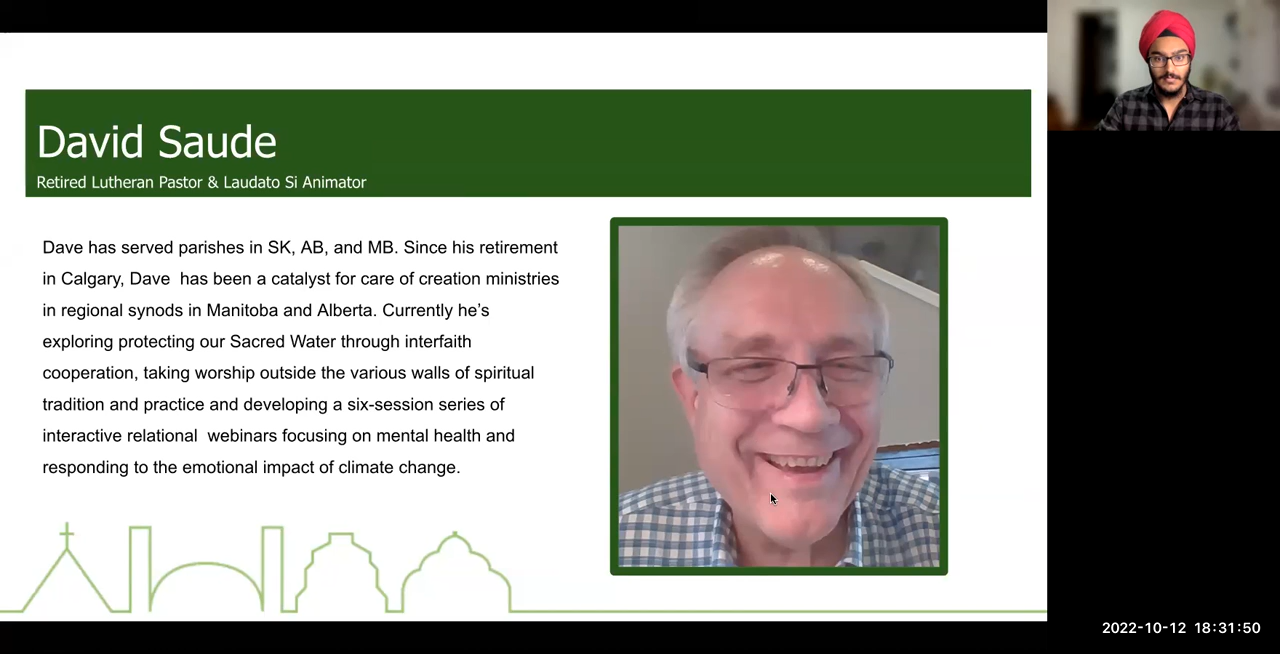 David Saude
Retired Lutheran Pastor & Laudato Si Animator
Dave has served parishes in SK, AB, and MB. Since his retirement
in Calgary, Dave  has been a catalyst for care of creation ministries
in regional synods in Manitoba and Alberta. Currently he’s
exploring protecting our Sacred Water through interfaith
cooperation, taking worship outside the various walls of spiritual
tradition and practice and developing a six-session series of
interactive relational  webinars focusing on mental health and
responding to the emotional impact of climate change.
2022-10-12 18:31:50